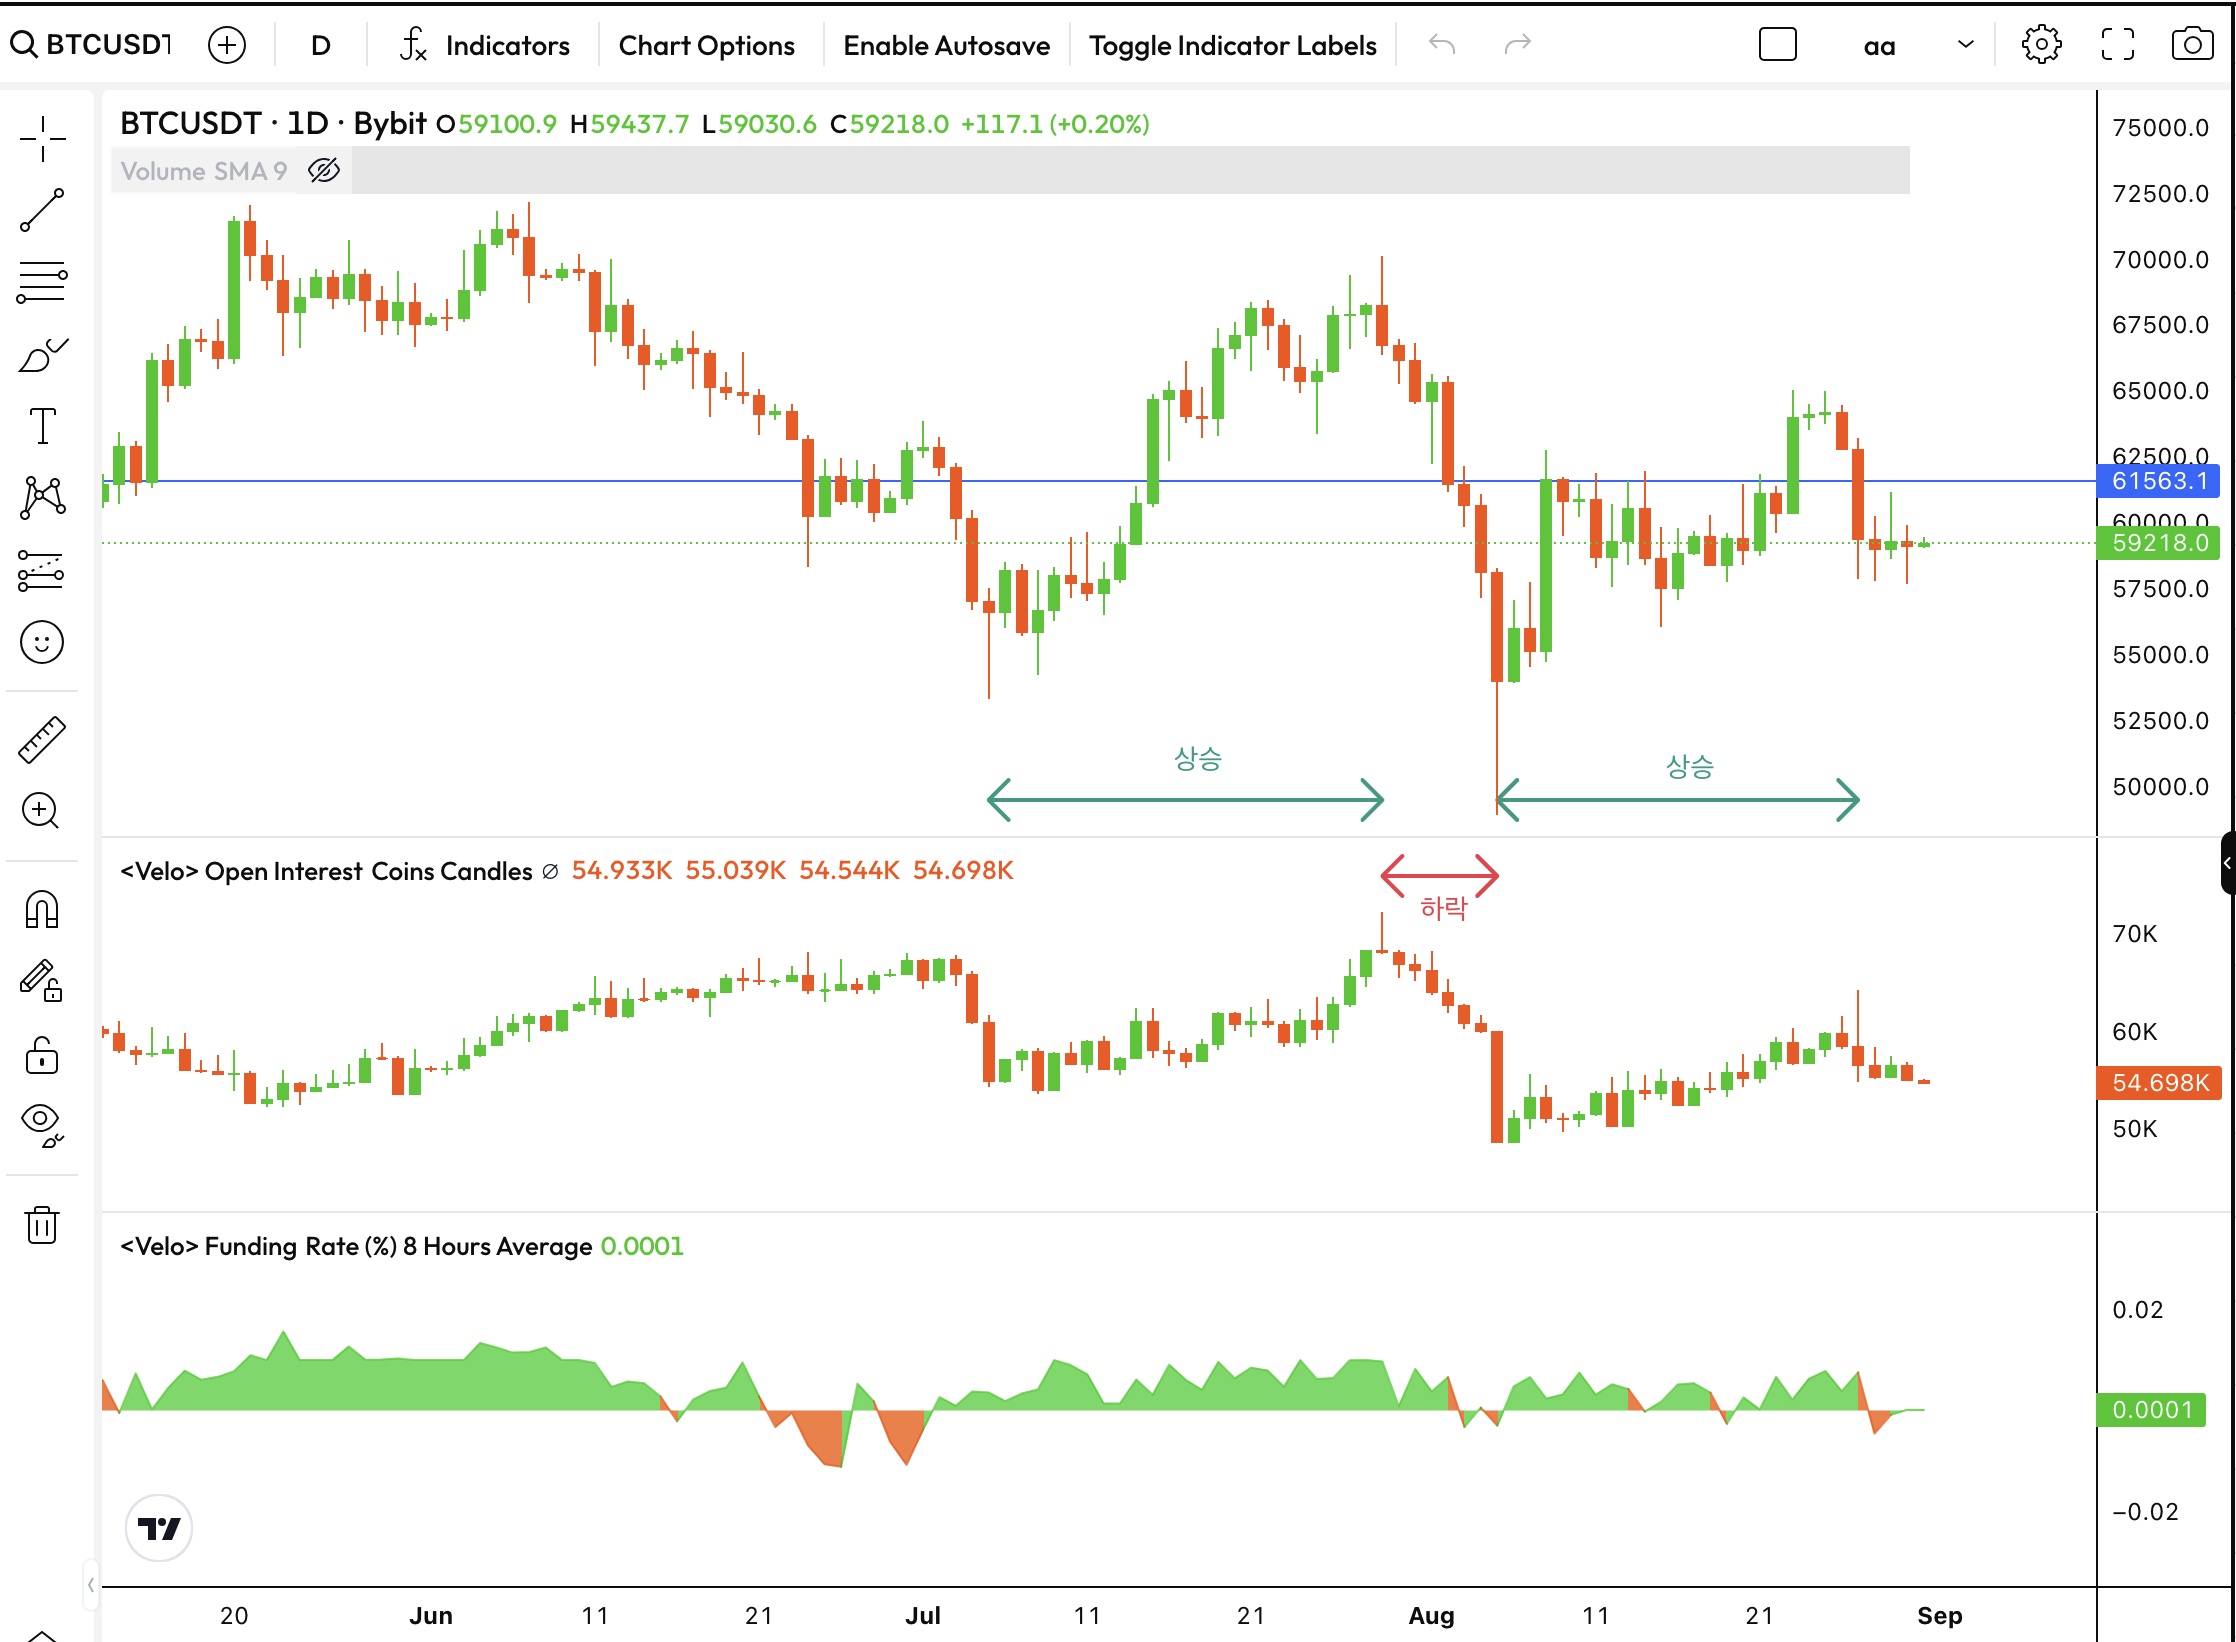 BTCUSDT
D
Indicators
Chart Options
Enable Autosave
Toggle Indicator Labels
aa
BTCUSDT · 1D · Bybit O59100.9 H59437.7 L59030.6 C59218.0 +117.1 (+0.20%)
Volume SMA 9
75000.0
72500.0
70000.0
67500.0
65000.0
62500.0
61563.1
60000.0
59218.0
57500.0
55000.0
52500.0
50000.0
상승
상승
<Velo> Open Interest Coins Candles ∅ 54.933K 55.039K 54.544K 54.698K
하락
70K
60K
54.698K
50K
<Velo> Funding Rate (%) 8 Hours Average 0.0001
0.02
0.0001
−0.02
20 Jun 11 21 Jul 11 21 Aug 11 21 Sep